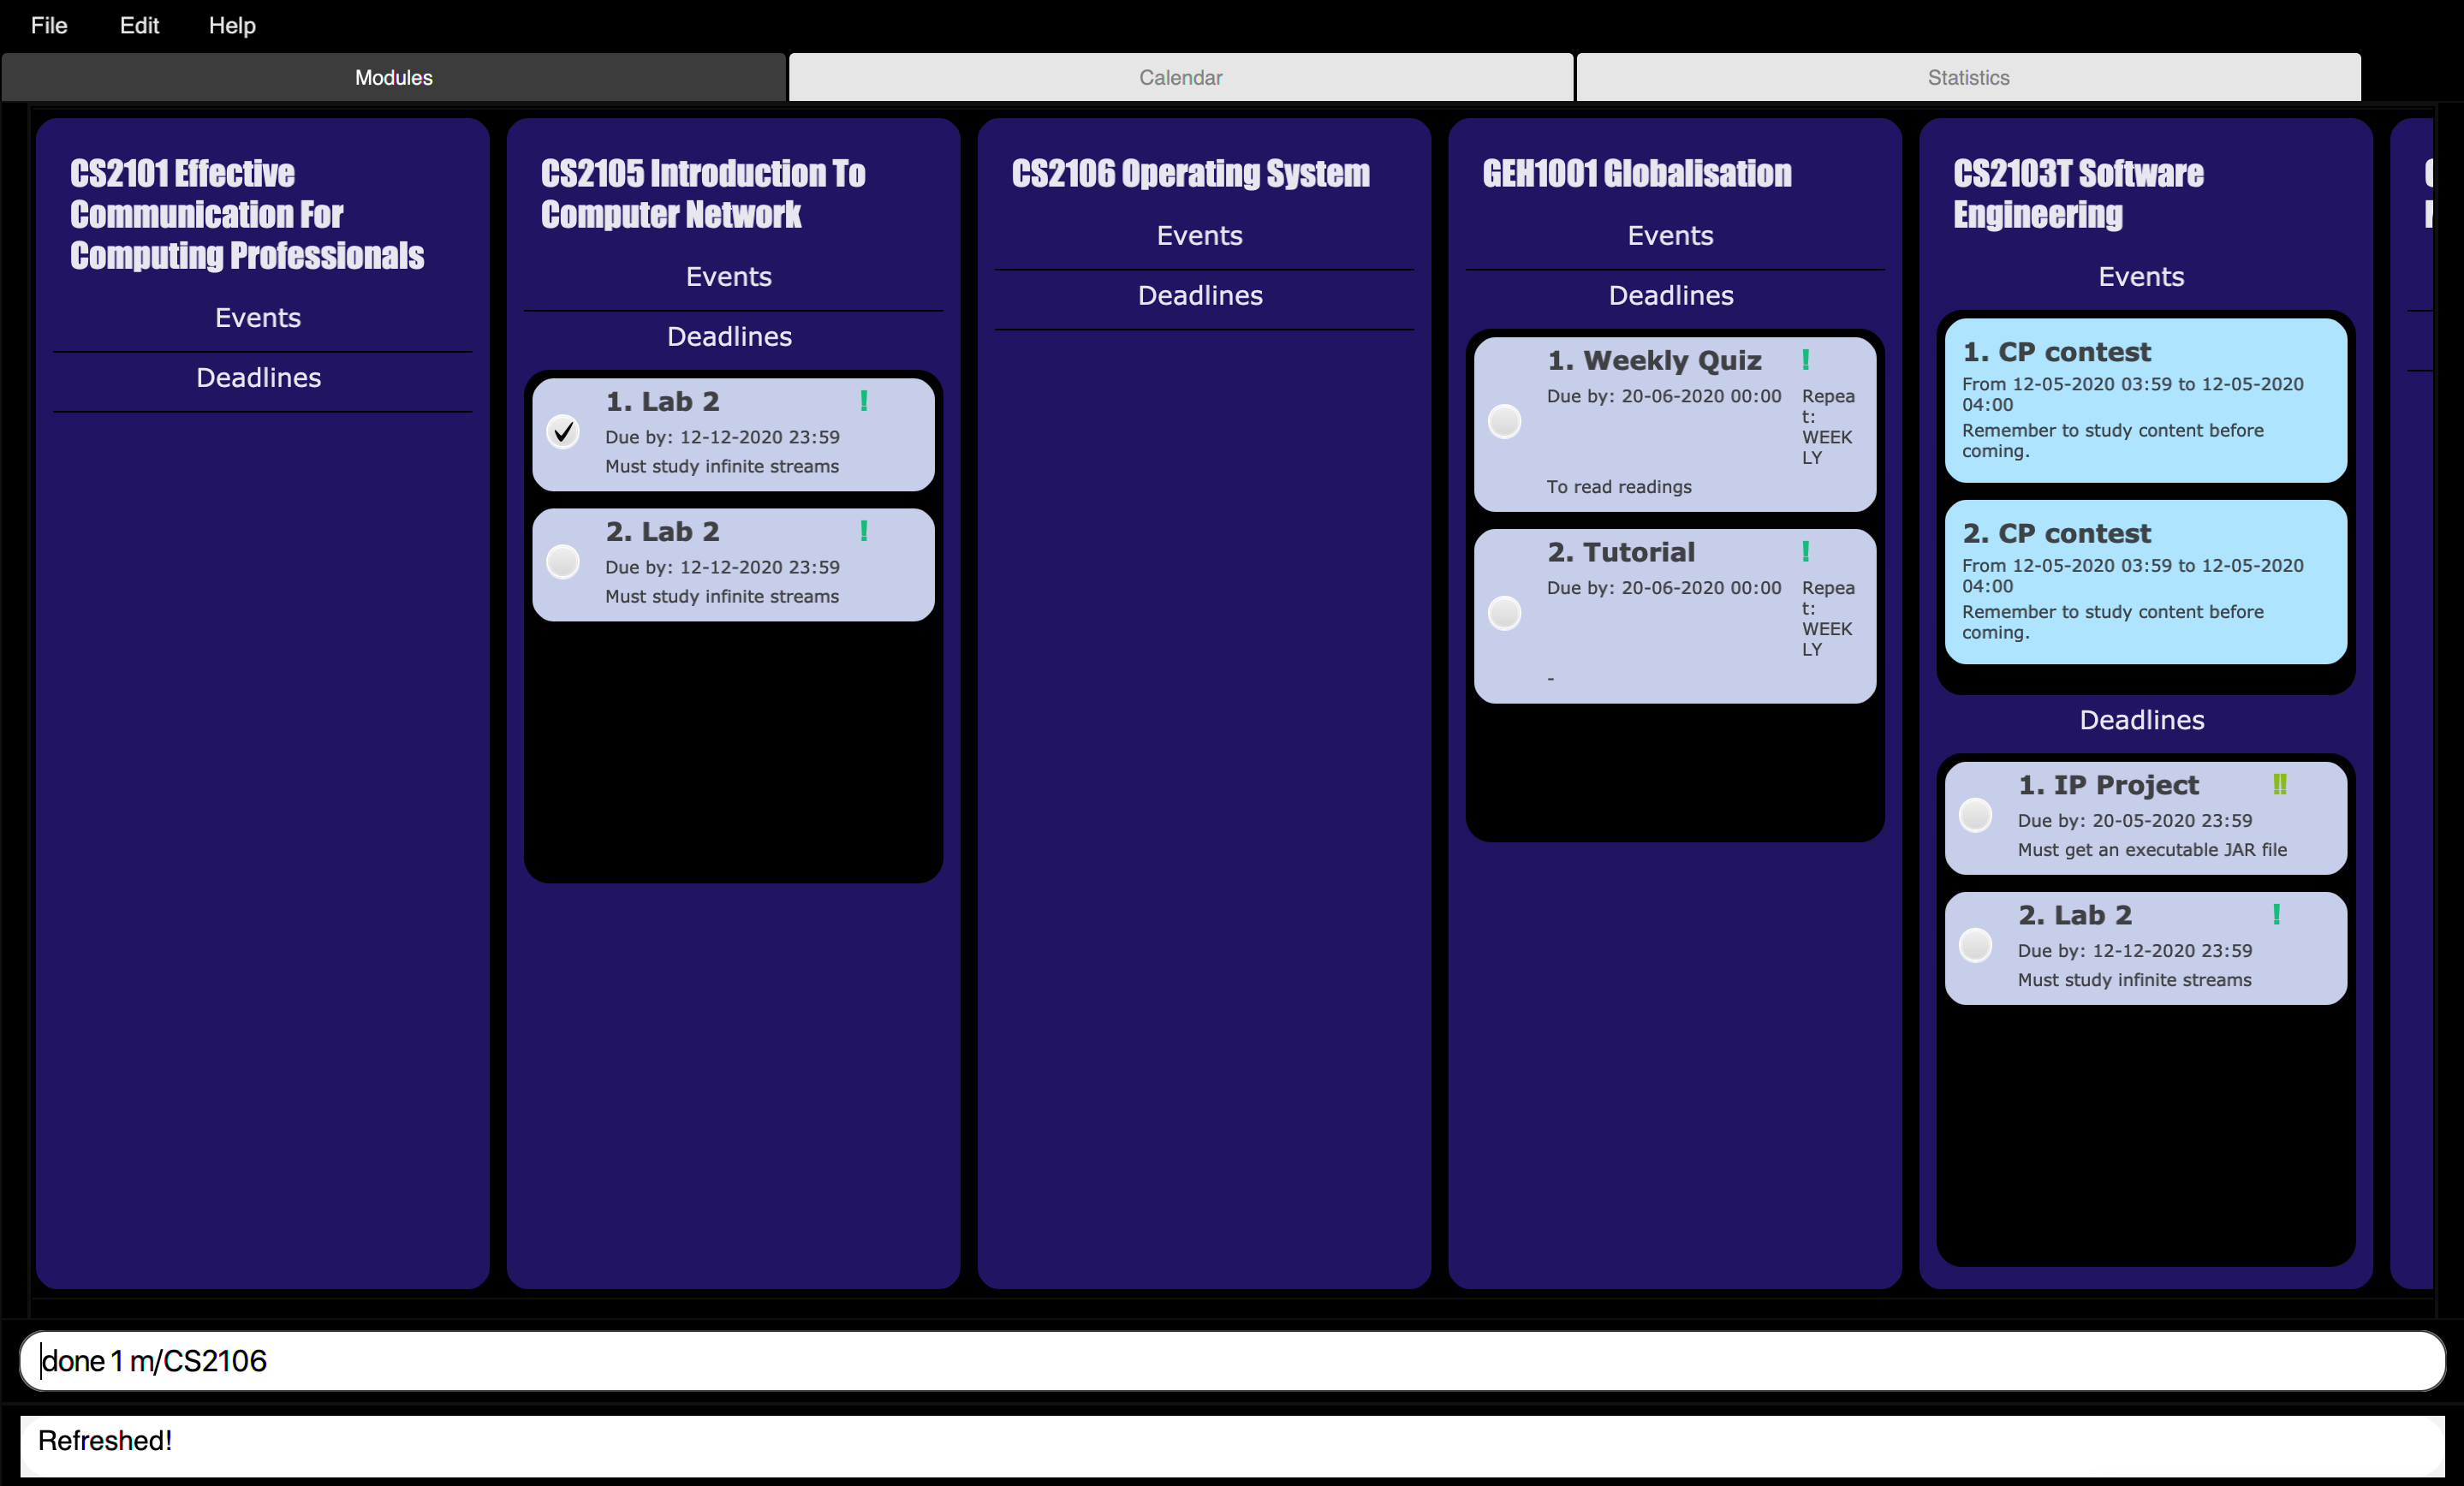 File Edit Help
Modules Calendar Statistics
CS2101 Effective
Communication For
Computing Professionals
Events
Deadlines
CS2105 Introduction To
Computer Network
Events
Deadlines
1. Lab 2 !
Due by: 12-12-2020 23:59
Must study infinite streams
2. Lab 2 !
Due by: 12-12-2020 23:59
Must study infinite streams
CS2106 Operating System
Events
Deadlines
GEH1001 Globalisation
Events
Deadlines
1. Weekly Quiz !
Due by: 20-06-2020 00:00 Repea
t:
WEEK
LY
To read readings
2. Tutorial !
Due by: 20-06-2020 00:00 Repea
t:
WEEK
LY
-
CS2103T Software
Engineering
Events
1. CP contest
From 12-05-2020 03:59 to 12-05-2020
04:00
Remember to study content before
coming.
2. CP contest
From 12-05-2020 03:59 to 12-05-2020
04:00
Remember to study content before
coming.
Deadlines
1. IP Project !!
Due by: 20-05-2020 23:59
Must get an executable JAR file
2. Lab 2 !
Due by: 12-12-2020 23:59
Must study infinite streams
done 1 m/CS2106
Refreshed!